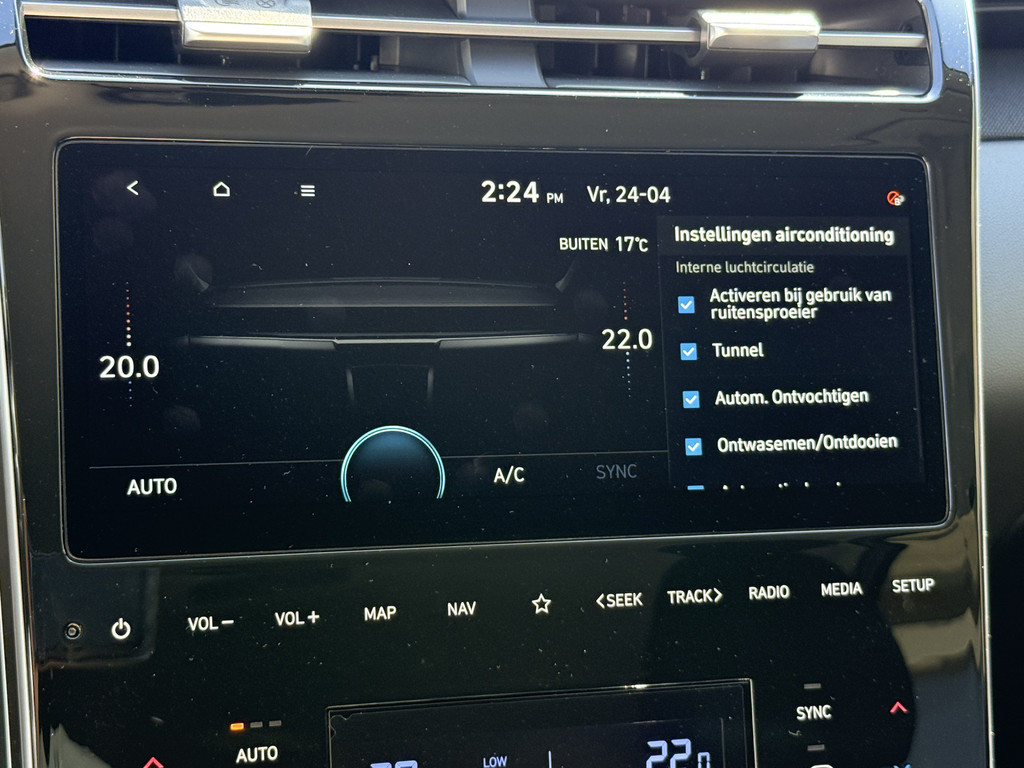 2:24 PM Vr, 24-04
BUITEN 17°C
Instellingen airconditioning
Interne luchtcirculatie
Activeren bij gebruik van
ruitensproeier
Tunnel
Autom. Ontvochtigen
Ontwasemen/Ontdooien
20.0
22.0
AUTO
A/C
SYNC
VOL−
VOL+
MAP
NAV
<SEEK
TRACK>
RADIO
MEDIA
SETUP
AUTO
LOW
22.0
SYNC